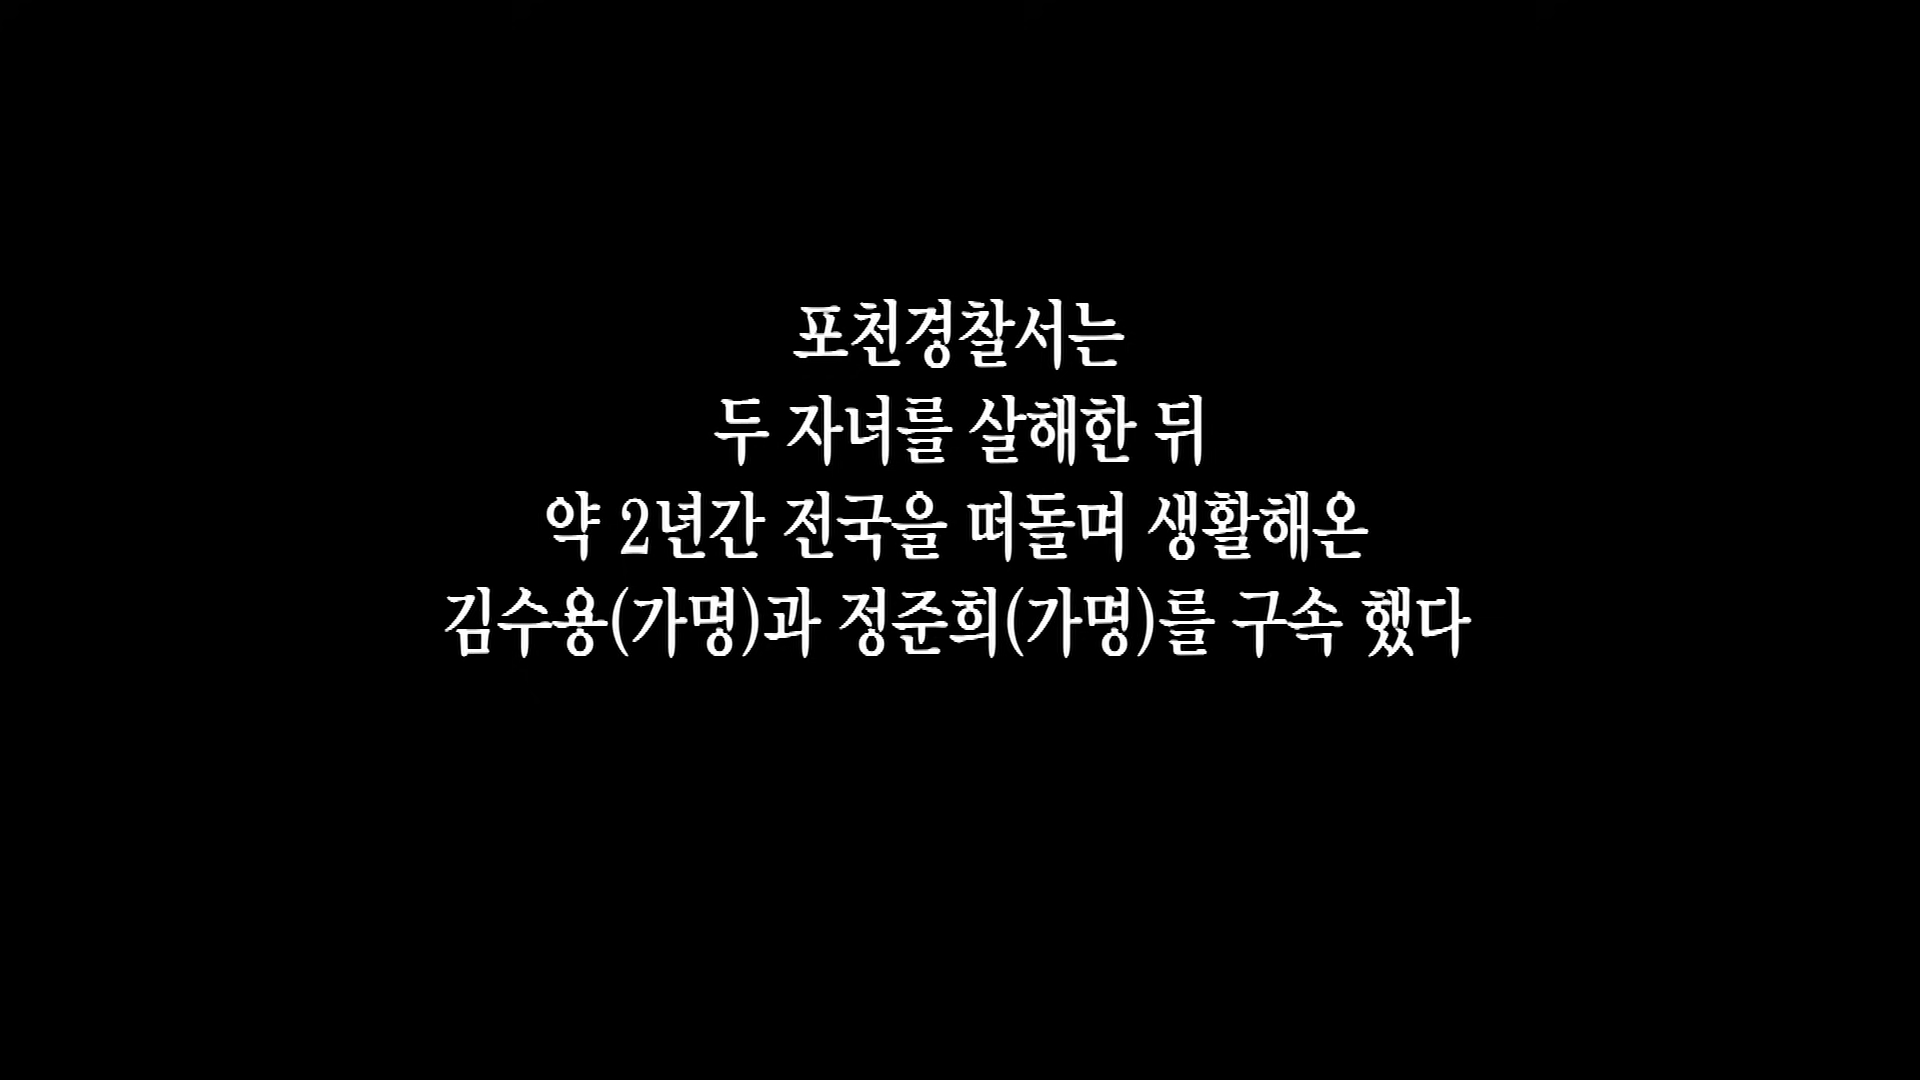 포천경찰서는
두 자녀를 살해한 뒤
약 2년간 전국을 떠돌며 생활해온
김수용(가명)과 정준희(가명)를 구속 했다